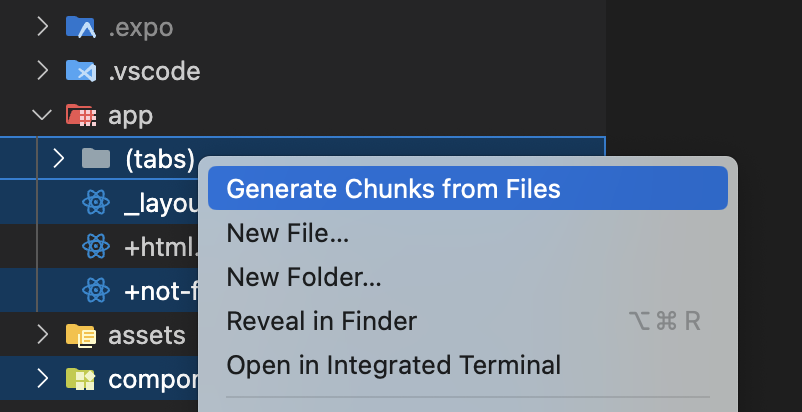 .expo
.vscode
app
(tabs)
Generate Chunks from Files
_layou
New File...
+html.
New Folder...
+not-f
Reveal in Finder ⌥⌘R
assets
Open in Integrated Terminal
compor